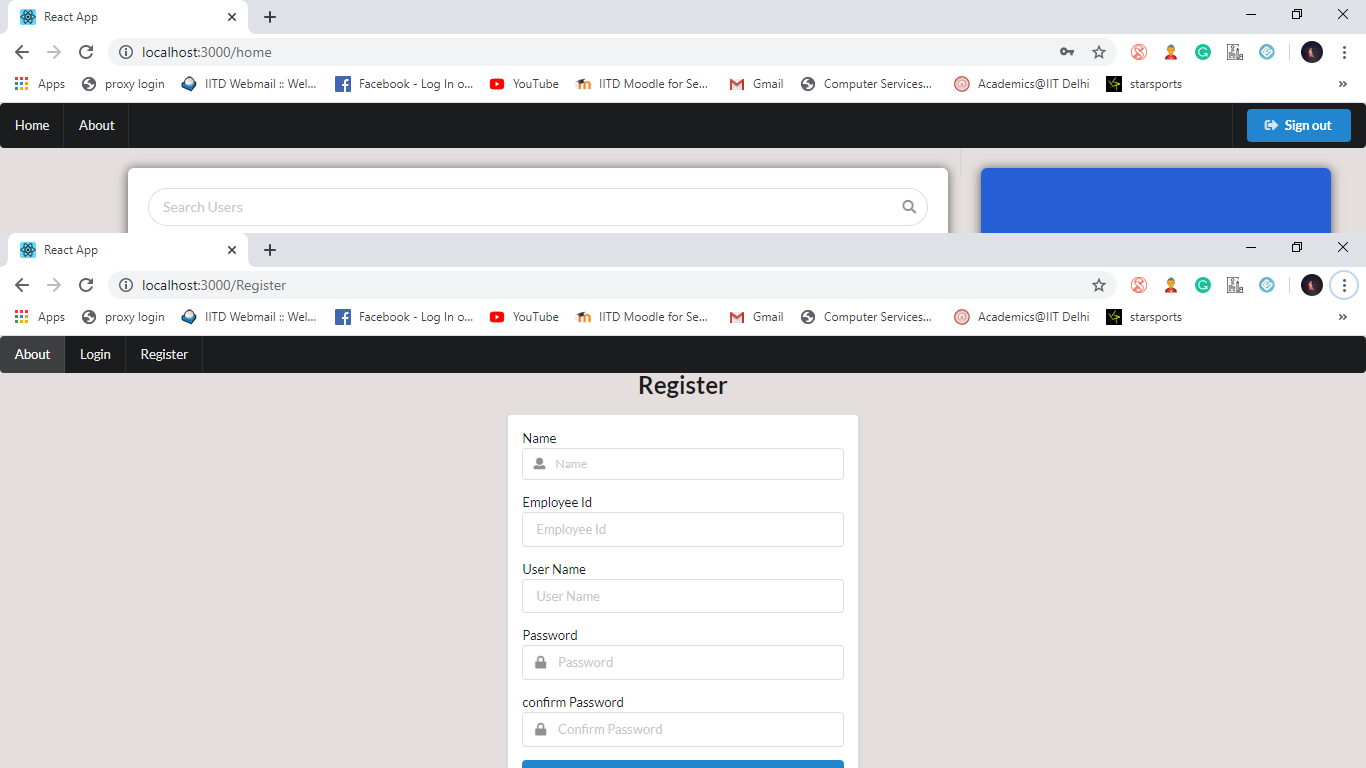 React App
localhost:3000/home
Apps proxy login IITD Webmail :: Wel... Facebook - Log In o... YouTube IITD Moodle for Se... Gmail Computer Services... Academics@IIT Delhi starsports »
Home About Sign out
Search Users
React App
localhost:3000/Register
Apps proxy login IITD Webmail :: Wel... Facebook - Log In o... YouTube IITD Moodle for Se... Gmail Computer Services... Academics@IIT Delhi starsports »
About Login Register
Register
Name
Name
Employee Id
Employee Id
User Name
User Name
Password
Password
confirm Password
Confirm Password